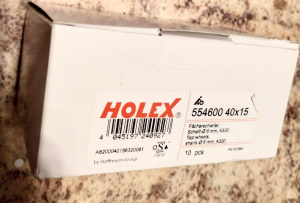 HOLEX
554600 40x15
4 045197 240927
Fächerschleifer,
Schaft Ø 6 mm, A320
flap wheels,
shank Ø 6 mm, A320
10 pcs.
by Hoffmann Group